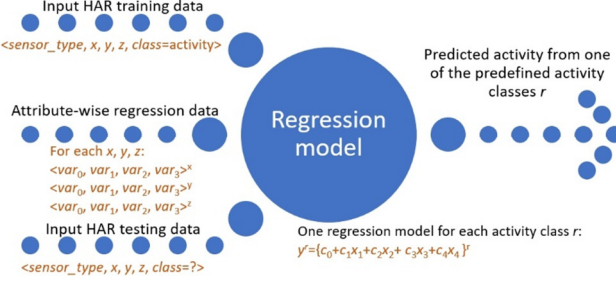 Input HAR training data
<sensor_type, x, y, z, class=activity>
Attribute-wise regression data
For each x, y, z:
<var₀, var₁, var₂, var₃>ˣ
<var₀, var₁, var₂, var₃>ʸ
<var₀, var₁, var₂, var₃>ᶻ
Input HAR testing data
<sensor_type, x, y, z, class=?>
Regression
model
Predicted activity from one
of the predefined activity
classes r
One regression model for each activity class r:
yʳ={c₀+c₁x₁+c₂x₂+ c₃x₃+c₄x₄ }ʳ